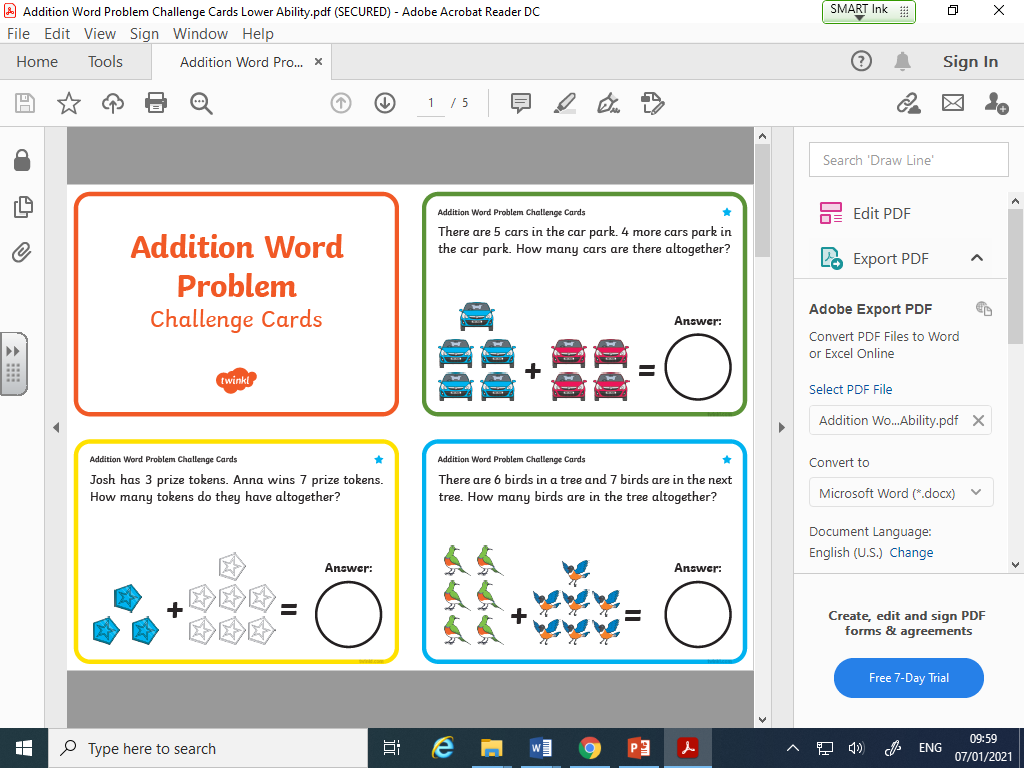 Addition Word Problem Challenge Cards Lower Ability.pdf (SECURED) - Adobe Acrobat Reader DC
SMART Ink
File Edit View Sign Window Help
Home Tools Addition Word Pro... ×
Sign In
1 / 5
Search 'Draw Line'
Edit PDF
Export PDF
Adobe Export PDF
Convert PDF Files to Word
or Excel Online
Select PDF File
Addition Wo...Ability.pdf
Convert to
Microsoft Word (*.docx)
Document Language:
English (U.S.) Change
Create, edit and sign PDF
forms & agreements
Free 7-Day Trial
Addition Word
Problem
Challenge Cards
twinkl
Addition Word Problem Challenge Cards
There are 5 cars in the car park. 4 more cars park in
the car park. How many cars are there altogether?
Answer:
+ =
Addition Word Problem Challenge Cards
Josh has 3 prize tokens. Anna wins 7 prize tokens.
How many tokens do they have altogether?
Answer:
+ =
Addition Word Problem Challenge Cards
There are 6 birds in a tree and 7 birds are in the next
tree. How many birds are in the tree altogether?
Answer:
+ =
Type here to search
ENG
09:59
07/01/2021